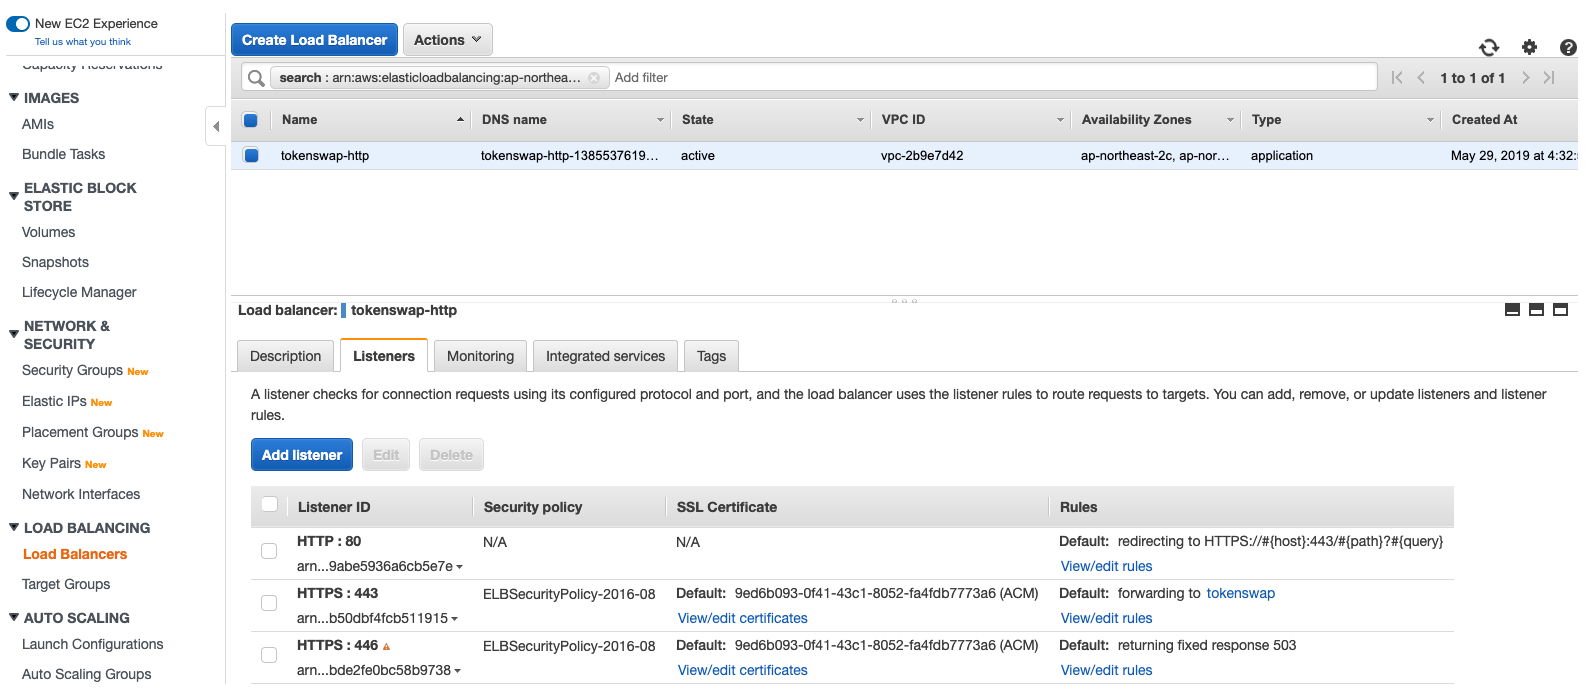 New EC2 Experience
Tell us what you think
Capacity Reservations
IMAGES
AMIs
Bundle Tasks
ELASTIC BLOCK
STORE
Volumes
Snapshots
Lifecycle Manager
NETWORK &
SECURITY
Security Groups New
Elastic IPs New
Placement Groups New
Key Pairs New
Network Interfaces
LOAD BALANCING
Load Balancers
Target Groups
AUTO SCALING
Launch Configurations
Auto Scaling Groups
Create Load Balancer Actions
search : arn:aws:elasticloadbalancing:ap-northea... Add filter 1 to 1 of 1
Name DNS name State VPC ID Availability Zones Type Created At
tokenswap-http tokenswap-http-1385537619... active vpc-2b9e7d42 ap-northeast-2c, ap-nor... application May 29, 2019 at 4:32:
Load balancer: tokenswap-http
Description Listeners Monitoring Integrated services Tags
A listener checks for connection requests using its configured protocol and port, and the load balancer uses the listener rules to route requests to targets. You can add, remove, or update listeners and listener
rules.
Add listener Edit Delete
Listener ID Security policy SSL Certificate Rules
HTTP : 80 N/A N/A Default: redirecting to HTTPS://#{host}:443/#{path}?#{query}
arn...9abe5936a6cb5e7e View/edit rules
HTTPS : 443 ELBSecurityPolicy-2016-08 Default: 9ed6b093-0f41-43c1-8052-fa4fdb7773a6 (ACM) Default: forwarding to tokenswap
arn...b50dbf4fcb511915 View/edit certificates View/edit rules
HTTPS : 446 ELBSecurityPolicy-2016-08 Default: 9ed6b093-0f41-43c1-8052-fa4fdb7773a6 (ACM) Default: returning fixed response 503
arn...bde2fe0bc58b9738 View/edit certificates View/edit rules